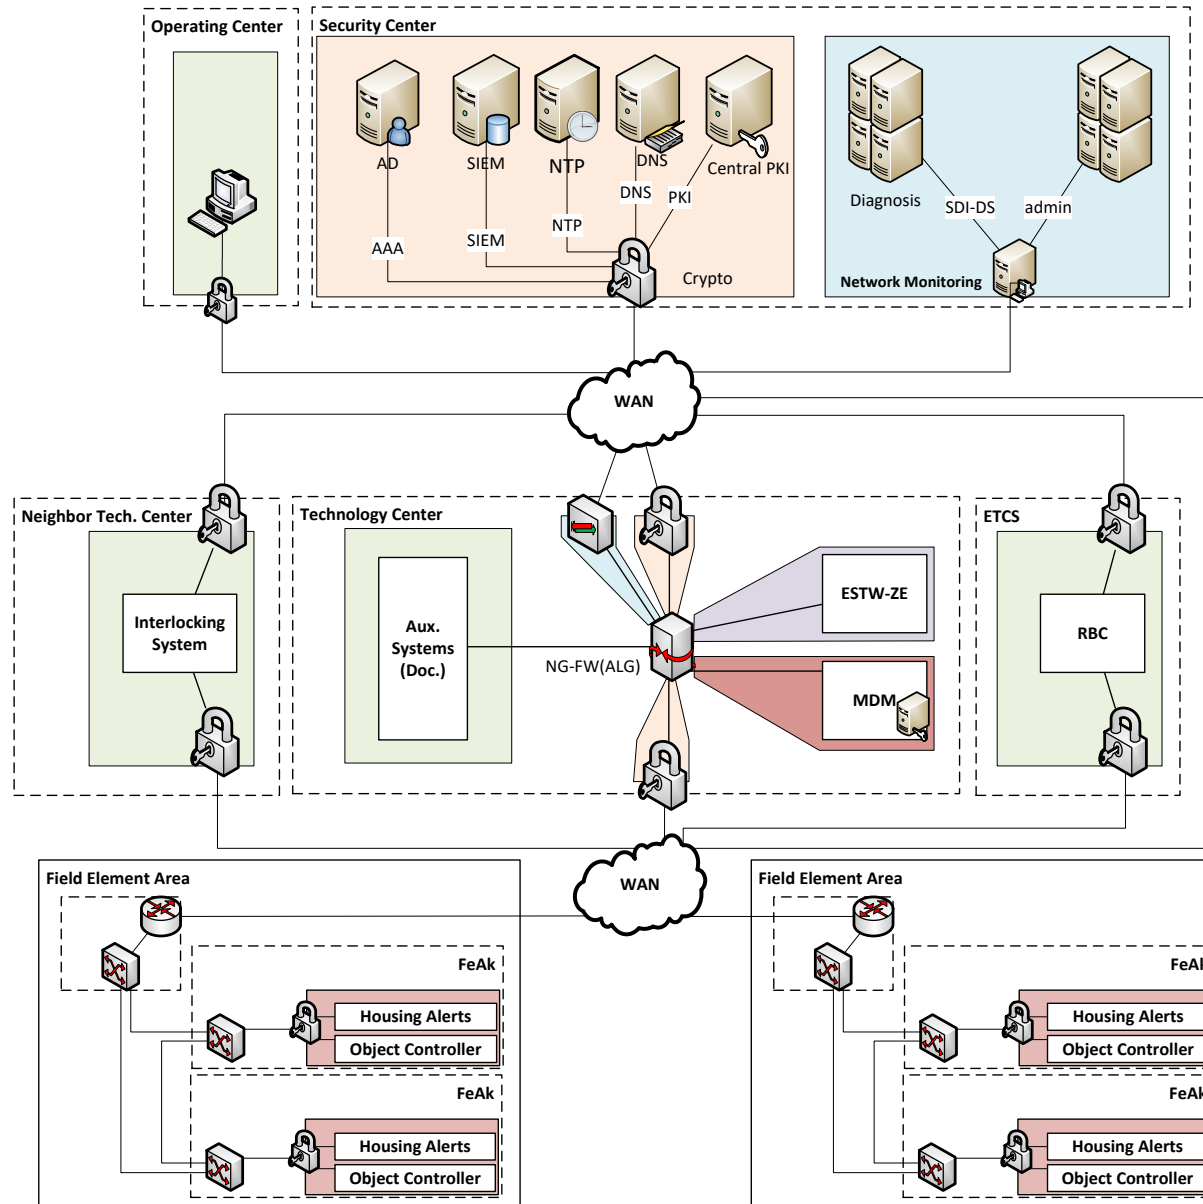 Operating Center
Security Center
AD
SIEM
NTP
DNS
Central PKI
DNS
PKI
AAA
SIEM
NTP
Crypto
Diagnosis
SDI-DS
admin
Network Monitoring
WAN
Neighbor Tech. Center
Technology Center
ETCS
Interlocking
System
Aux.
Systems
(Doc.)
NG-FW(ALG)
ESTW-ZE
MDM
RBC
WAN
Field Element Area
FeAk
Housing Alerts
Object Controller
FeAk
Housing Alerts
Object Controller
Field Element Area
FeAk
Housing Alerts
Object Controller
FeAk
Housing Alerts
Object Controller